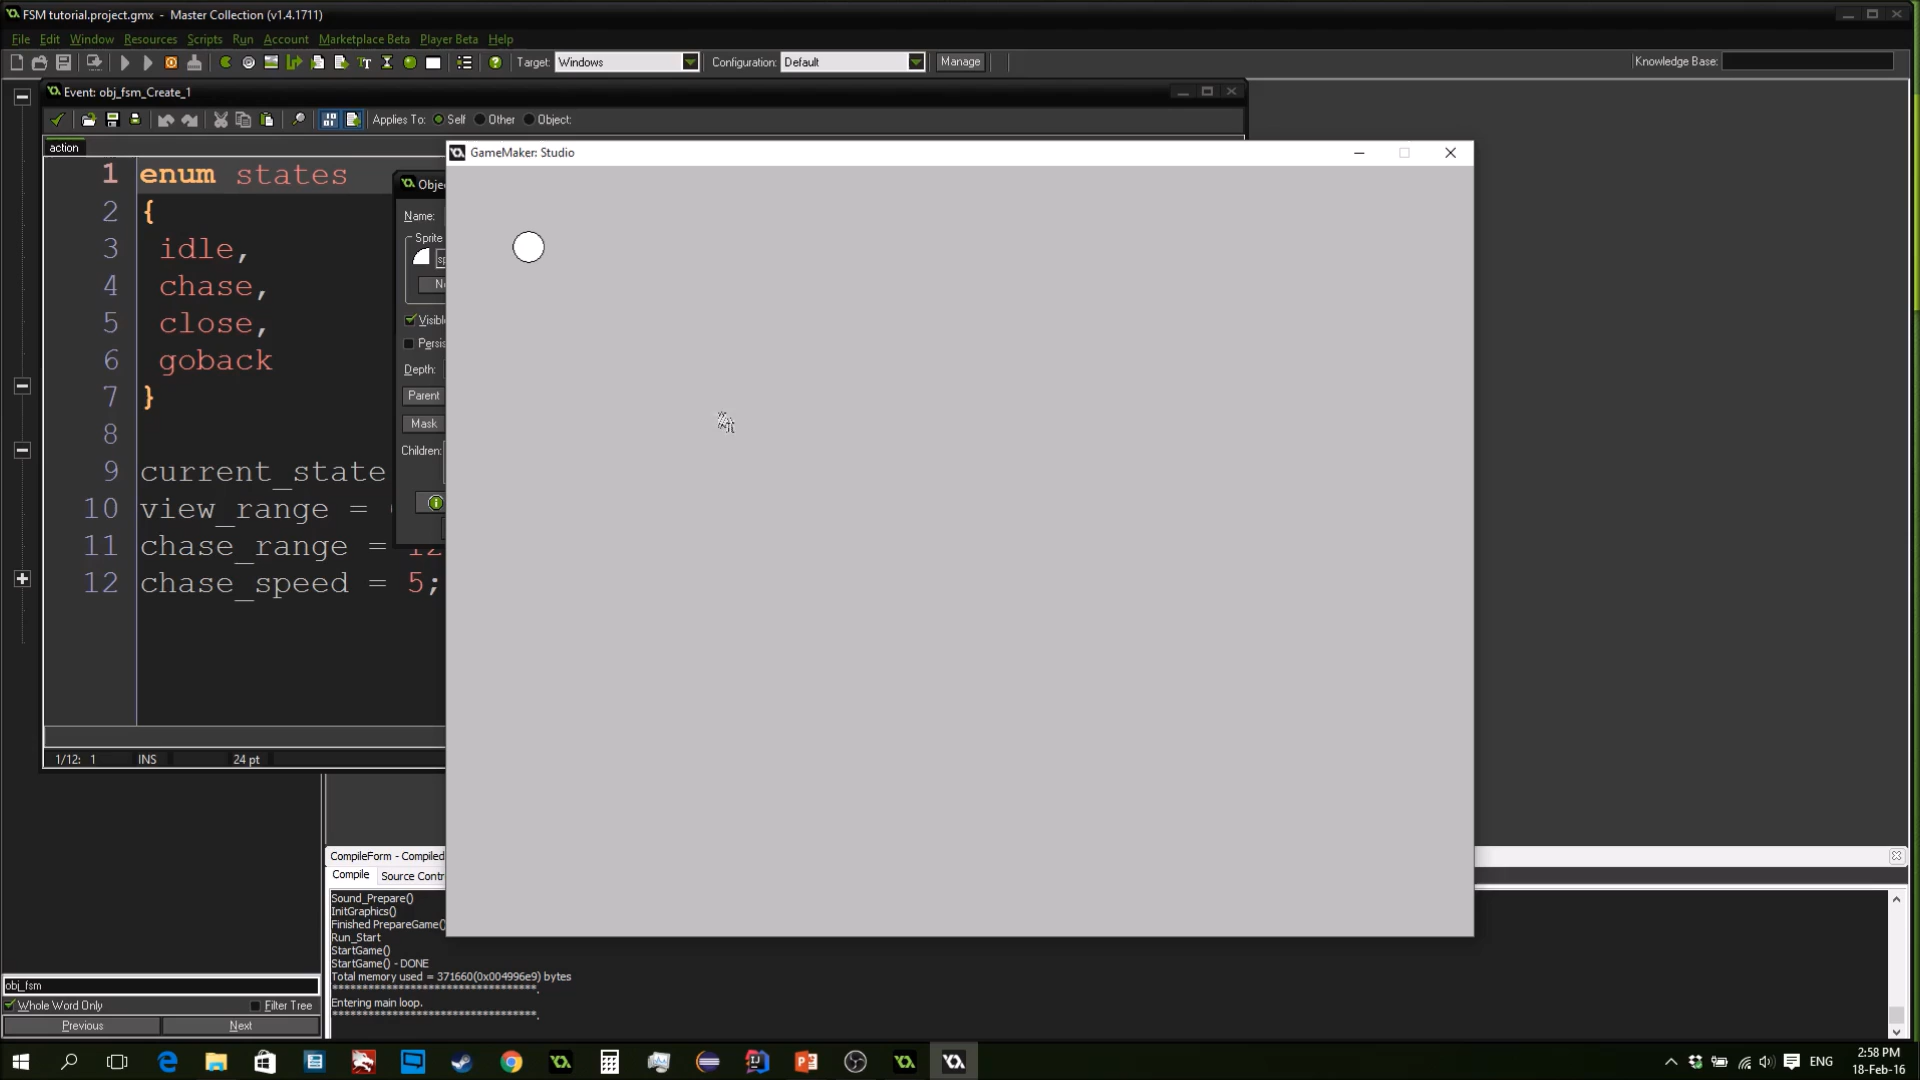 FSM tutorial.project.gmx - Master Collection (v1.4.1711)
File Edit Window Resources Scripts Run Account Marketplace Beta Player Beta Help
Target: Windows Configuration: Default Manage Knowledge Base:
Event: obj_fsm_Create_1
Applies To: Self Other Object:
action
GameMaker: Studio
1 enum states
2 {
3 idle,
4 chase,
5 close,
6 goback
7 }
8
9 current_state
10 view_range =
11 chase_range = 12
12 chase_speed = 5;
Name:
Sprite
Depth:
Parent
Mask
Children:
1/12: 1 INS 24 pt
CompileForm - Compiled
Compile Source Contr
Sound_Prepare()
InitGraphics()
Finished PrepareGame()
Run_Start
StartGame()
StartGame() - DONE
Total memory used = 371660(0x004996e9) bytes
**********************************.
Entering main loop.
**********************************.
obj_fsm
Whole Word Only Filter Tree
Previous Next
ENG
2:58 PM
18-Feb-16